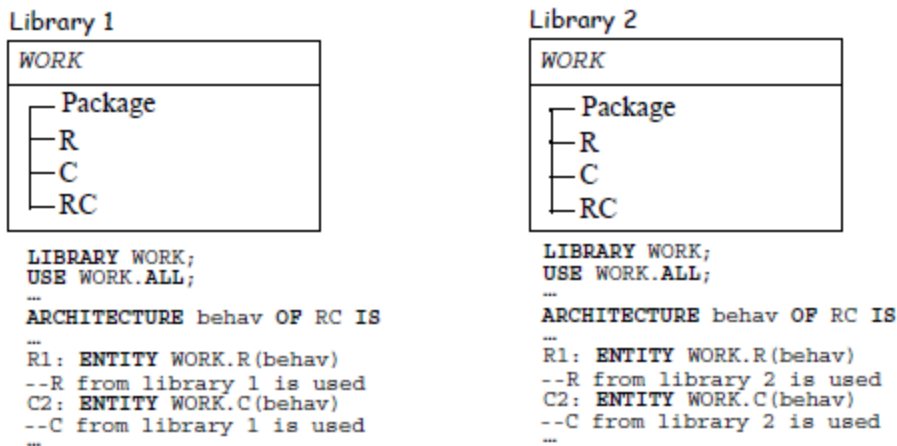 Library 1
WORK
Package
R
C
RC
LIBRARY WORK;
USE WORK.ALL;
…
ARCHITECTURE behav OF RC IS
…
R1: ENTITY WORK.R(behav)
--R from library 1 is used
C2: ENTITY WORK.C(behav)
--C from library 1 is used
…
Library 2
WORK
Package
R
C
RC
LIBRARY WORK;
USE WORK.ALL;
…
ARCHITECTURE behav OF RC IS
…
R1: ENTITY WORK.R(behav)
--R from library 2 is used
C2: ENTITY WORK.C(behav)
--C from library 2 is used
…